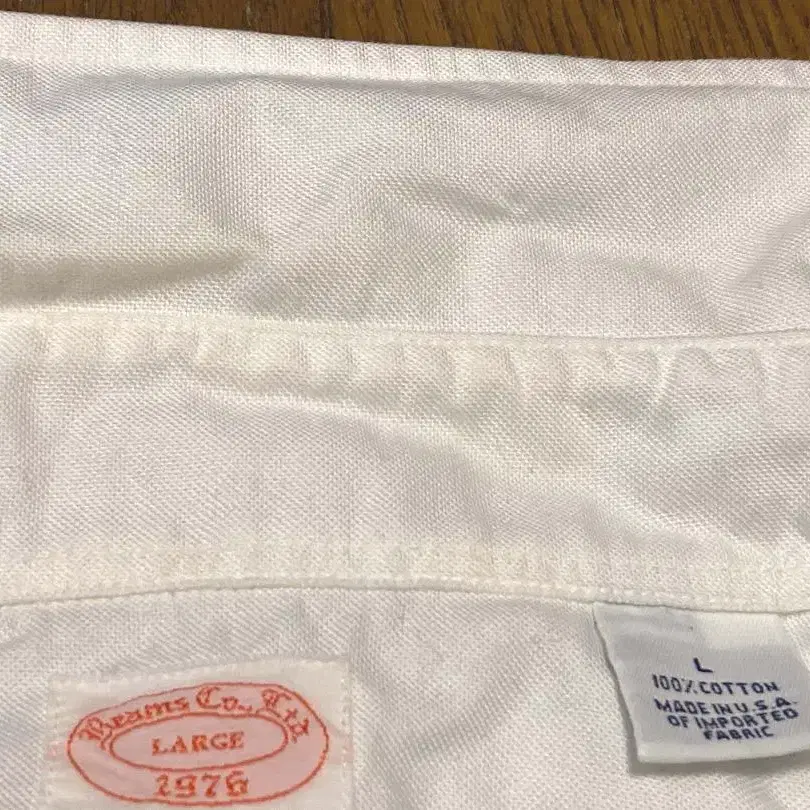 Beams Co., Ltd.
LARGE
1976
L
100% COTTON
MADE IN U.S.A.
OF IMPORTED
FABRIC